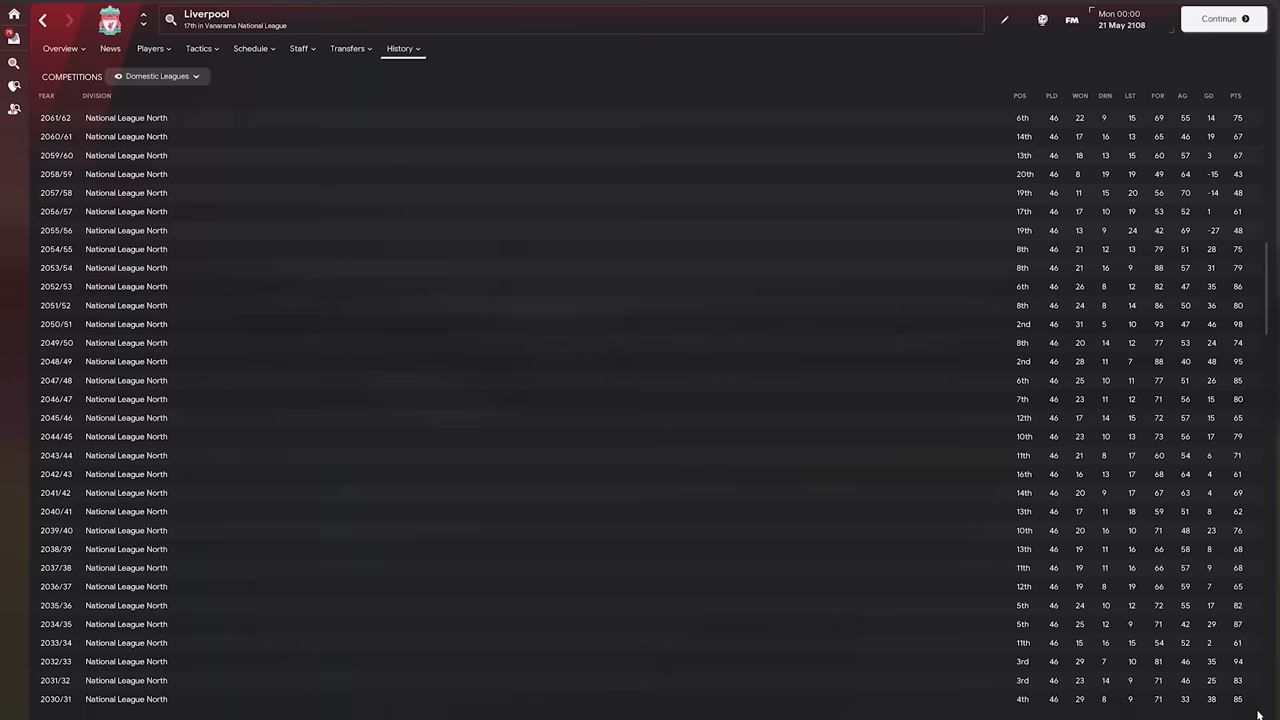 Liverpool
17th in Vanarama National League
FM
Mon 00:00
21 May 2108
Continue
76
Overview News Players Tactics Schedule Staff Transfers History
COMPETITIONS Domestic Leagues
YEAR DIVISION POS PLD WON DRN LST FOR AG GD PTS
2061/62 National League North 6th 46 22 9 15 69 55 14 75
2060/61 National League North 14th 46 17 16 13 65 46 19 67
2059/60 National League North 13th 46 18 13 15 60 57 3 67
2058/59 National League North 20th 46 8 19 19 49 64 -15 43
2057/58 National League North 19th 46 11 15 20 56 70 -14 48
2056/57 National League North 17th 46 17 10 19 53 52 1 61
2055/56 National League North 19th 46 13 9 24 42 69 -27 48
2054/55 National League North 8th 46 21 12 13 79 51 28 75
2053/54 National League North 8th 46 21 16 9 88 57 31 79
2052/53 National League North 6th 46 26 8 12 82 47 35 86
2051/52 National League North 8th 46 24 8 14 86 50 36 80
2050/51 National League North 2nd 46 31 5 10 93 47 46 98
2049/50 National League North 8th 46 20 14 12 77 53 24 74
2048/49 National League North 2nd 46 28 11 7 88 40 48 95
2047/48 National League North 6th 46 25 10 11 77 51 26 85
2046/47 National League North 7th 46 23 11 12 71 56 15 80
2045/46 National League North 12th 46 17 14 15 72 57 15 65
2044/45 National League North 10th 46 23 10 13 73 56 17 79
2043/44 National League North 11th 46 21 8 17 60 54 6 71
2042/43 National League North 16th 46 16 13 17 68 64 4 61
2041/42 National League North 14th 46 20 9 17 67 63 4 69
2040/41 National League North 13th 46 17 11 18 59 51 8 62
2039/40 National League North 10th 46 20 16 10 71 48 23 76
2038/39 National League North 13th 46 19 11 16 66 58 8 68
2037/38 National League North 11th 46 19 11 16 66 57 9 68
2036/37 National League North 12th 46 19 8 19 66 59 7 65
2035/36 National League North 5th 46 24 10 12 72 55 17 82
2034/35 National League North 5th 46 25 12 9 71 42 29 87
2033/34 National League North 11th 46 15 16 15 54 52 2 61
2032/33 National League North 3rd 46 29 7 10 81 46 35 94
2031/32 National League North 3rd 46 23 14 9 71 46 25 83
2030/31 National League North 4th 46 29 8 9 71 33 38 85